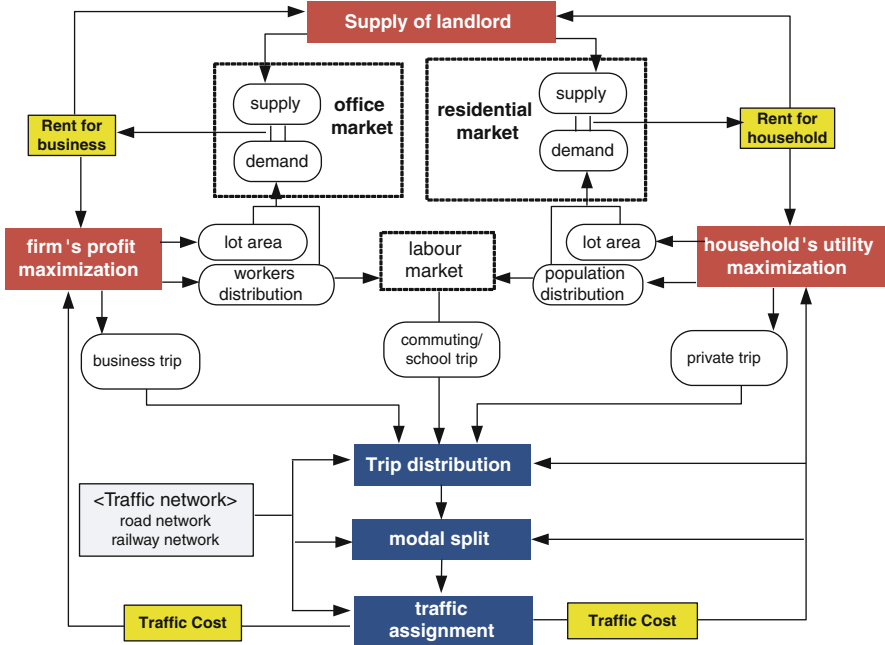 Supply of landlord
supply
office
market
demand
residential
market
supply
demand
Rent for
business
Rent for
household
firm's profit
maximization
lot area
workers
distribution
labour
market
lot area
population
distribution
household's utility
maximization
business trip
commuting/
school trip
private trip
Trip distribution
<Traffic network>
road network
railway network
modal split
traffic
assignment
Traffic Cost
Traffic Cost